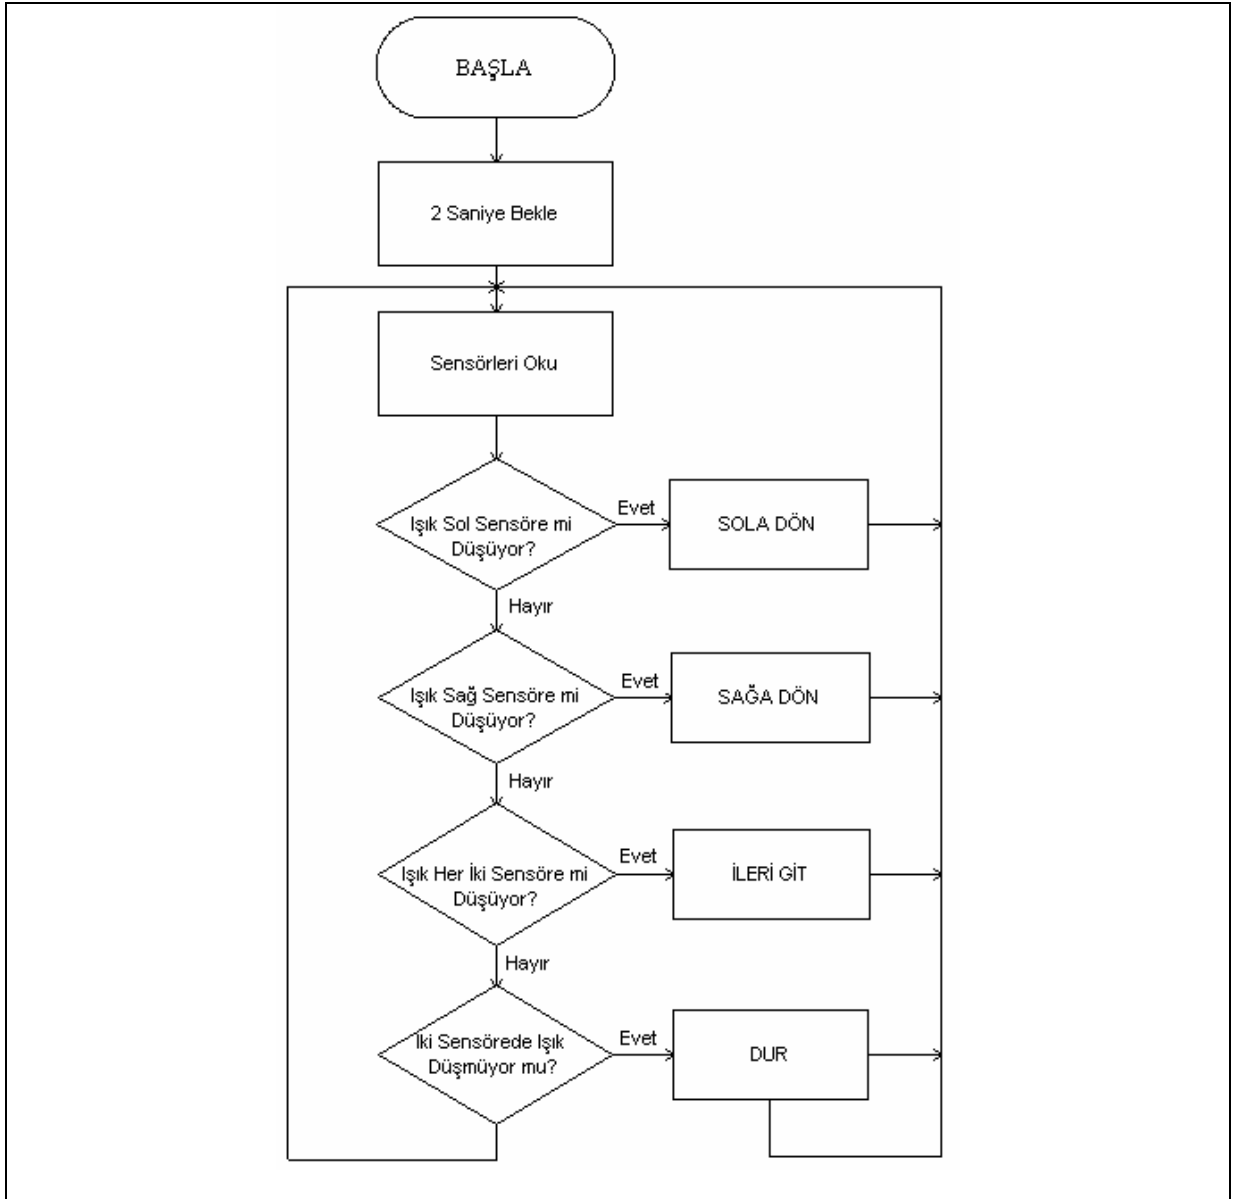 BAŞLA
2 Saniye Bekle
Sensörleri Oku
Işık Sol Sensöre mi
Düşüyor?
Evet
SOLA DÖN
Hayır
Işık Sağ Sensöre mi
Düşüyor?
Evet
SAĞA DÖN
Hayır
Işık Her İki Sensöre mi
Düşüyor?
Evet
İLERİ GİT
Hayır
İki Sensörede Işık
Düşmüyor mu?
Evet
DUR